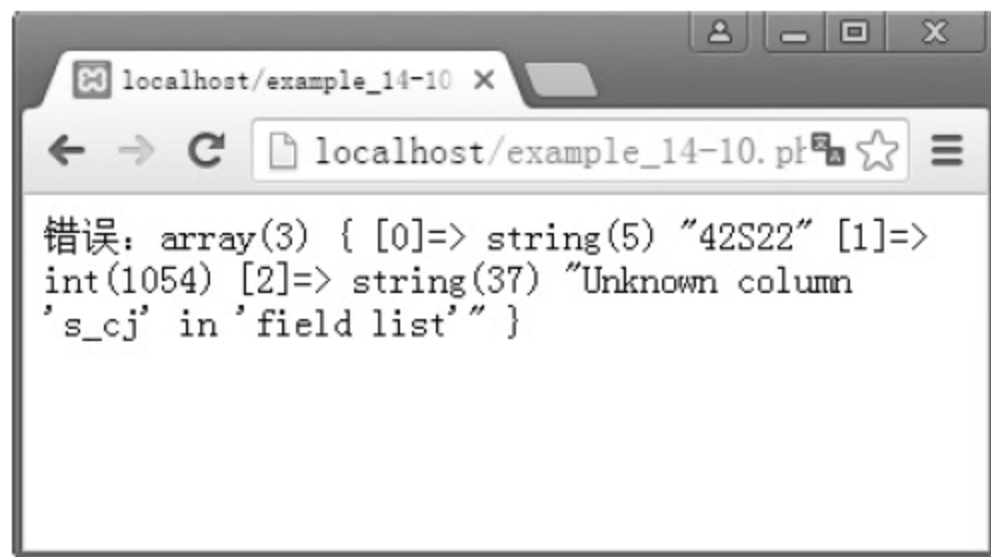 localhost/example_14-10
localhost/example_14-10.ph
错误：array(3) { [0]=> string(5) "42S22" [1]=>
int(1054) [2]=> string(37) "Unknown column
's_cj' in 'field list'" }